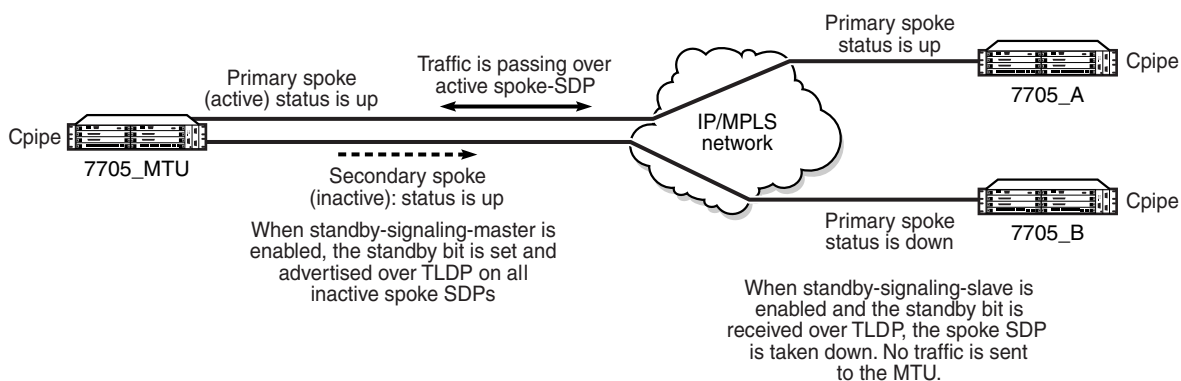 Primary spoke
status is up
Cpipe
7705_A
Traffic is passing over
active spoke-SDP
Primary spoke
(active) status is up
IP/MPLS
network
Cpipe
7705_MTU
Secondary spoke
(inactive): status is up
When standby-signaling-master is
enabled, the standby bit is set and
advertised over TLDP on all
inactive spoke SDPs
Primary spoke
status is down
Cpipe
7705_B
When standby-signaling-slave is
enabled and the standby bit is
received over TLDP, the spoke SDP
is taken down. No traffic is sent
to the MTU.